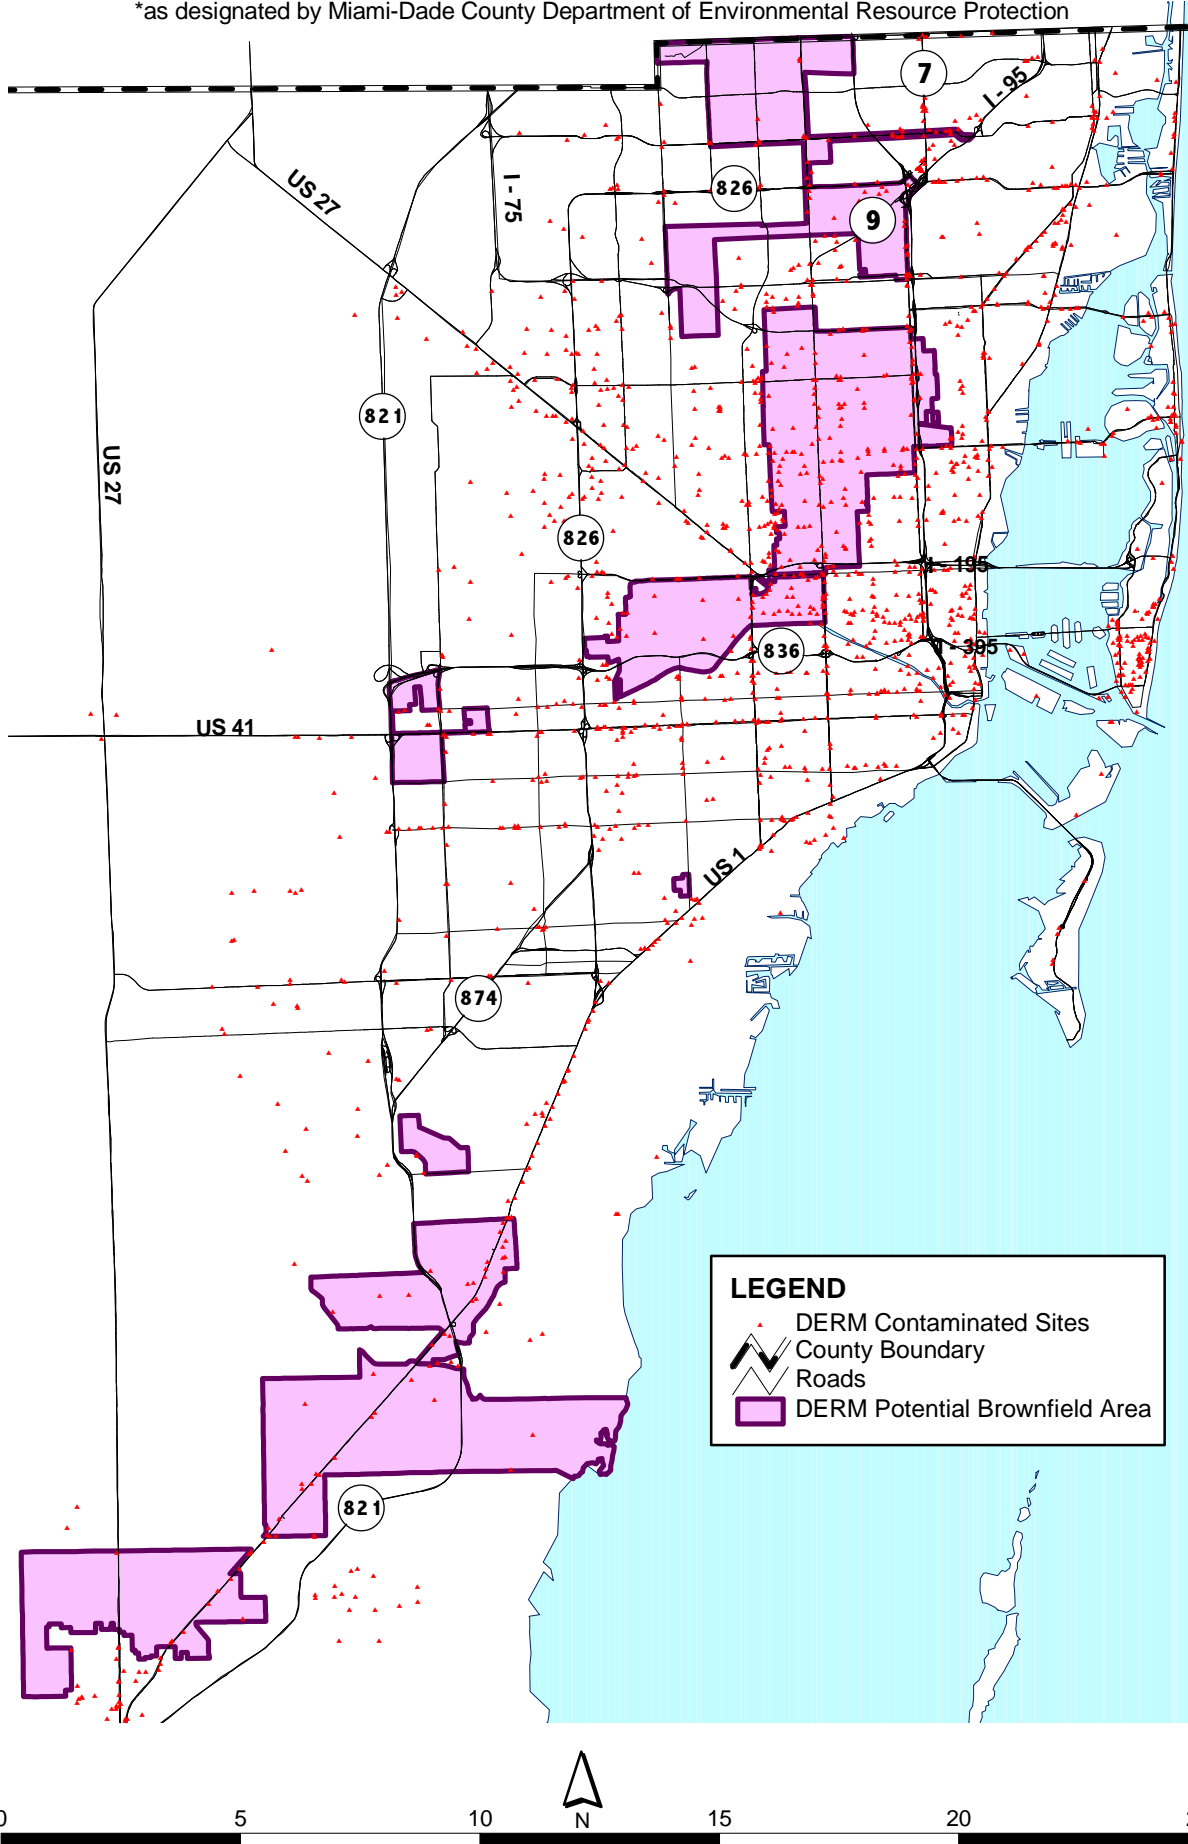 *as designated by Miami-Dade County Department of Environmental Resource Protection
7
I - 95
US 27
I - 75
826
9
821
US 27
826
I - 195
836
I - 395
US 41
US 1
874
LEGEND
DERM Contaminated Sites
County Boundary
Roads
DERM Potential Brownfield Area
821
N
0
5
10
15
20